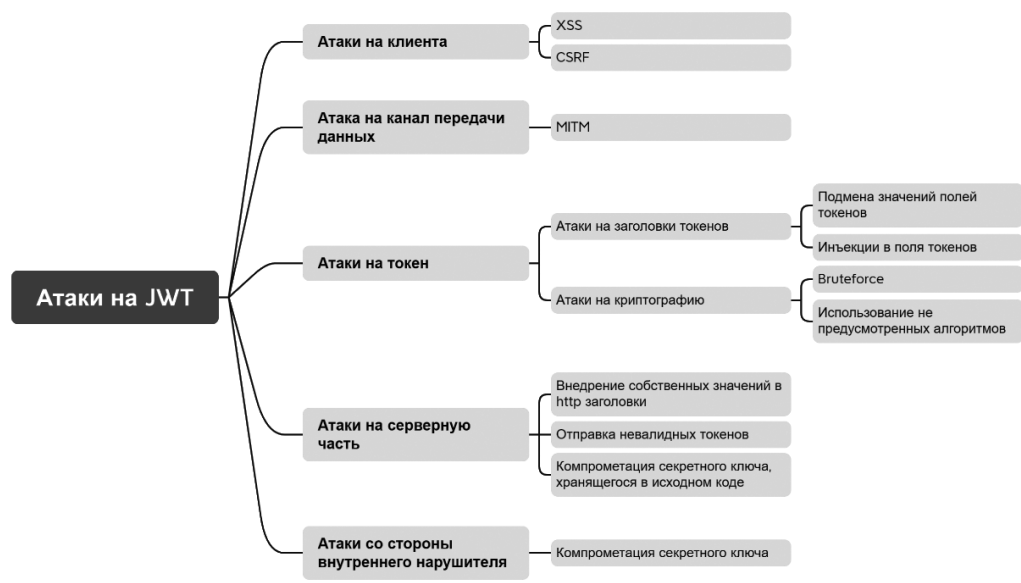 Атаки на JWT
Атаки на клиента
XSS
CSRF
Атака на канал передачи
данных
MITM
Атаки на токен
Атаки на заголовки токенов
Подмена значений полей
токенов
Инъекции в поля токенов
Атаки на криптографию
Bruteforce
Использование не
предусмотренных алгоритмов
Атаки на серверную
часть
Внедрение собственных значений в
http заголовки
Отправка невалидных токенов
Компрометация секретного ключа,
хранящегося в исходном коде
Атаки со стороны
внутреннего нарушителя
Компрометация секретного ключа